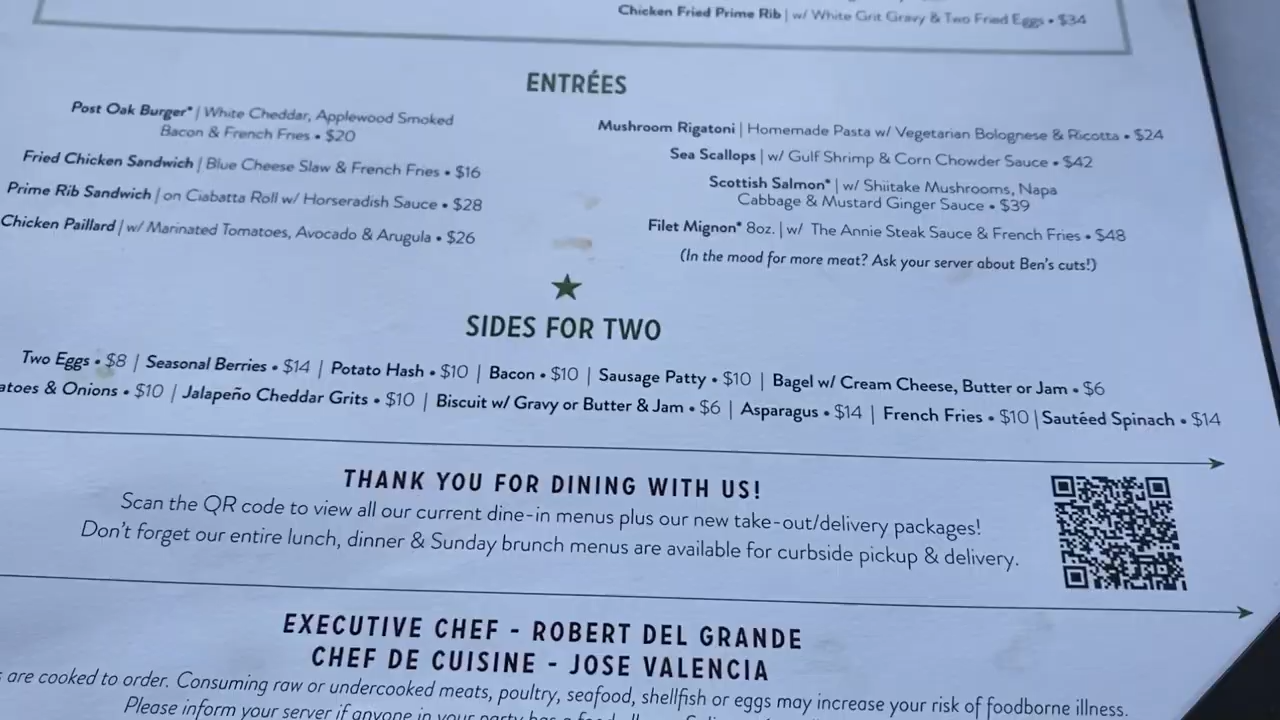 Chicken Fried Prime Rib | w/ White Grit Gravy & Two Fried Eggs • $34
ENTRÉES
Post Oak Burger* | White Cheddar, Applewood Smoked
Bacon & French Fries • $20
Fried Chicken Sandwich | Blue Cheese Slaw & French Fries • $16
Prime Rib Sandwich | on Ciabatta Roll w/ Horseradish Sauce • $28
Chicken Paillard | w/ Marinated Tomatoes, Avocado & Arugula • $26
Mushroom Rigatoni | Homemade Pasta w/ Vegetarian Bolognese & Ricotta • $24
Sea Scallops | w/ Gulf Shrimp & Corn Chowder Sauce • $42
Scottish Salmon* | w/ Shiitake Mushrooms, Napa
Cabbage & Mustard Ginger Sauce • $39
Filet Mignon* 8oz. | w/ The Annie Steak Sauce & French Fries • $48
(In the mood for more meat? Ask your server about Ben's cuts!)
SIDES FOR TWO
Two Eggs • $8 | Seasonal Berries • $14 | Potato Hash • $10 | Bacon • $10 | Sausage Patty • $10 | Bagel w/ Cream Cheese, Butter or Jam • $6
atoes & Onions • $10 | Jalapeño Cheddar Grits • $10 | Biscuit w/ Gravy or Butter & Jam • $6 | Asparagus • $14 | French Fries • $10 | Sautéed Spinach • $14
THANK YOU FOR DINING WITH US!
Scan the QR code to view all our current dine-in menus plus our new take-out/delivery packages!
Don't forget our entire lunch, dinner & Sunday brunch menus are available for curbside pickup & delivery.
EXECUTIVE CHEF - ROBERT DEL GRANDE
CHEF DE CUISINE - JOSE VALENCIA
are cooked to order. Consuming raw or undercooked meats, poultry, seafood, shellfish or eggs may increase your risk of foodborne illness.
Please inform your server if anyone in your party has a